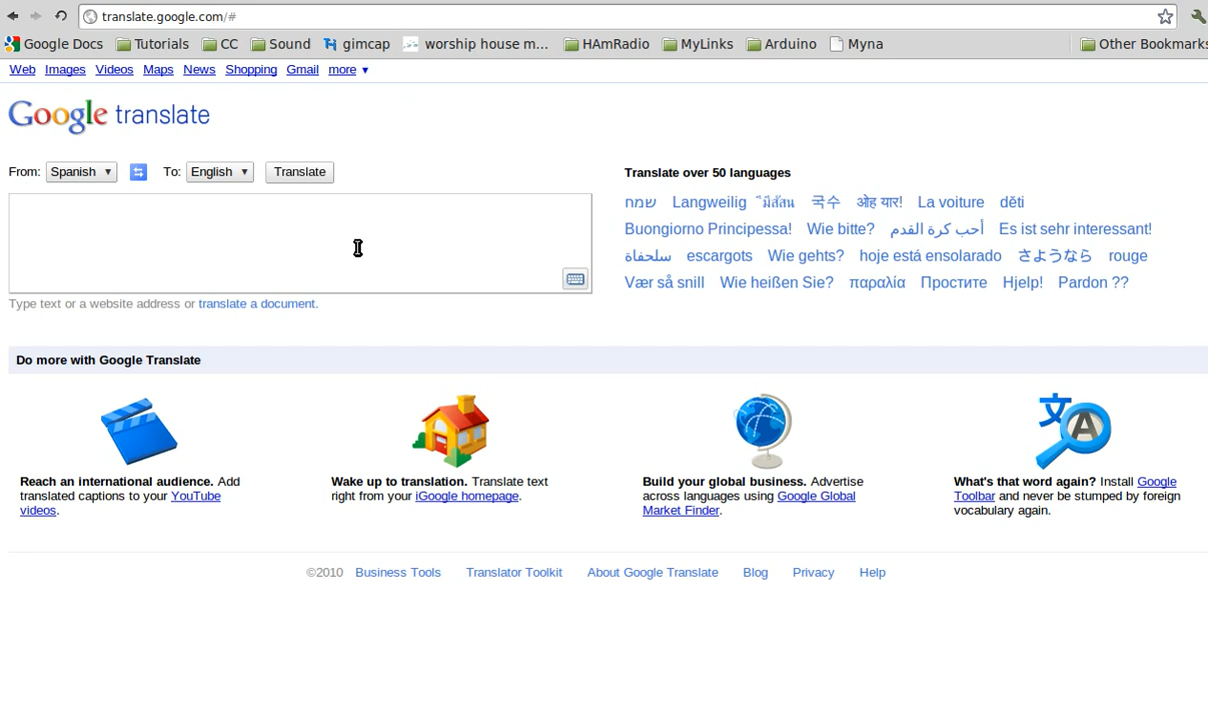 translate.google.com/#
Google Docs Tutorials CC Sound gimcap worship house m... HAmRadio MyLinks Arduino Myna Other Bookmarks
Web Images Videos Maps News Shopping Gmail more ▼
Google translate
From: Spanish ▼ To: English ▼ Translate
Type text or a website address or translate a document.
Translate over 50 languages
שמח Langweilig 국수 ओह यार! La voiture děti
Buongiorno Principessa! Wie bitte? أحب كرة القدم Es ist sehr interessant!
سلحفاة escargots Wie gehts? hoje está ensolarado さようなら rouge
Vær så snill Wie heißen Sie? παραλία Простите Hjelp! Pardon ??
Do more with Google Translate
Reach an international audience. Add
translated captions to your YouTube
videos.
Wake up to translation. Translate text
right from your iGoogle homepage.
Build your global business. Advertise
across languages using Google Global
Market Finder.
What's that word again? Install Google
Toolbar and never be stumped by foreign
vocabulary again.
©2010 Business Tools Translator Toolkit About Google Translate Blog Privacy Help